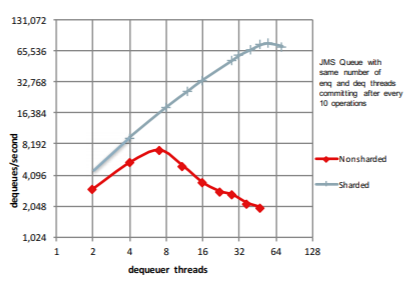 131,072
65,536
32,768
16,384
8,192
4,096
2,048
1,024
dequeues/second
1 2 4 8 16 32 64 128
dequeuer threads
JMS Queue with
same number of
enq and deq threads
committing after every
10 operations
Nonsharded
Sharded